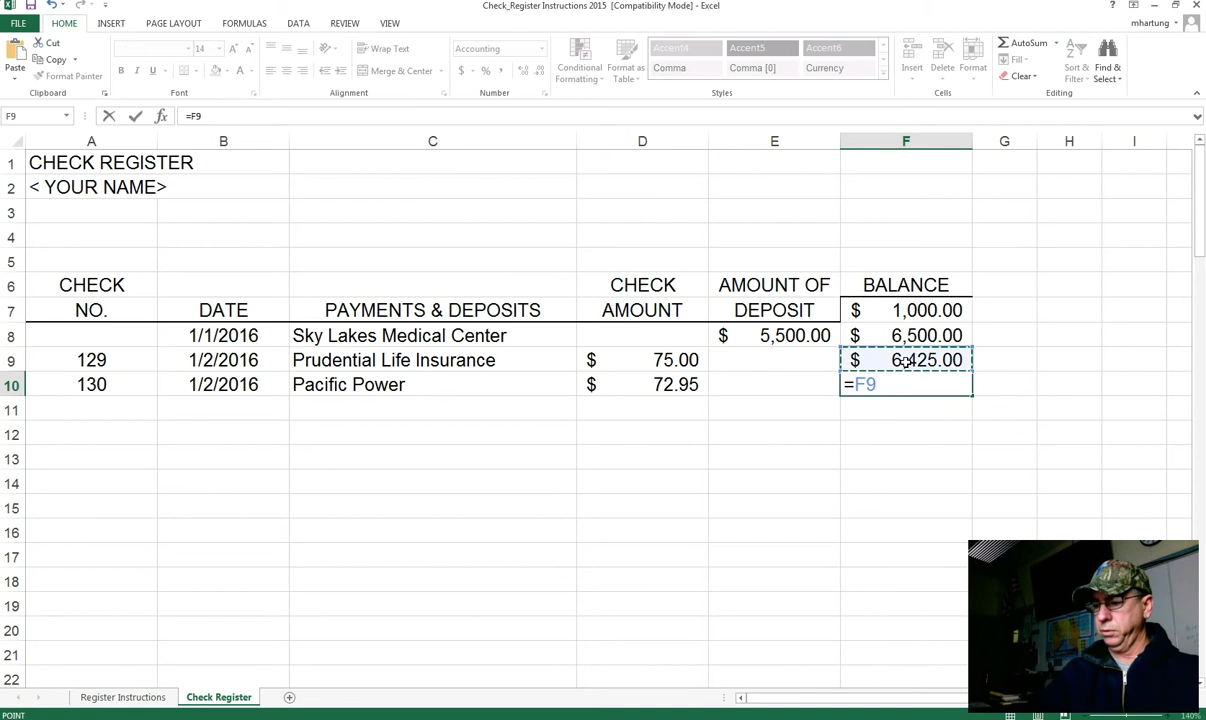 Check_Register Instructions 2015 [Compatibility Mode] - Excel
FILE HOME INSERT PAGE LAYOUT FORMULAS DATA REVIEW VIEW mhartung
Paste Cut Copy Format Painter Clipboard
14 B I U Font
Wrap Text Merge & Center Alignment
Accounting $ % , Number
Conditional Formatting Format as Table Accent4 Accent5 Accent6 Comma Comma [0] Currency Styles
Insert Delete Format Cells
AutoSum Fill Clear Sort & Filter Find & Select Editing
F9 fx =F9
A B C D E F G H I
1 CHECK REGISTER
2 < YOUR NAME>
3
4
5
6 CHECK CHECK AMOUNT OF BALANCE
7 NO. DATE PAYMENTS & DEPOSITS AMOUNT DEPOSIT $ 1,000.00
8 1/1/2016 Sky Lakes Medical Center $ 5,500.00 $ 6,500.00
9 129 1/2/2016 Prudential Life Insurance $ 75.00 $ 6,425.00
10 130 1/2/2016 Pacific Power $ 72.95 =F9
11
12
13
14
15
16
17
18
19
20
21
22
Register Instructions Check Register
POINT 140%